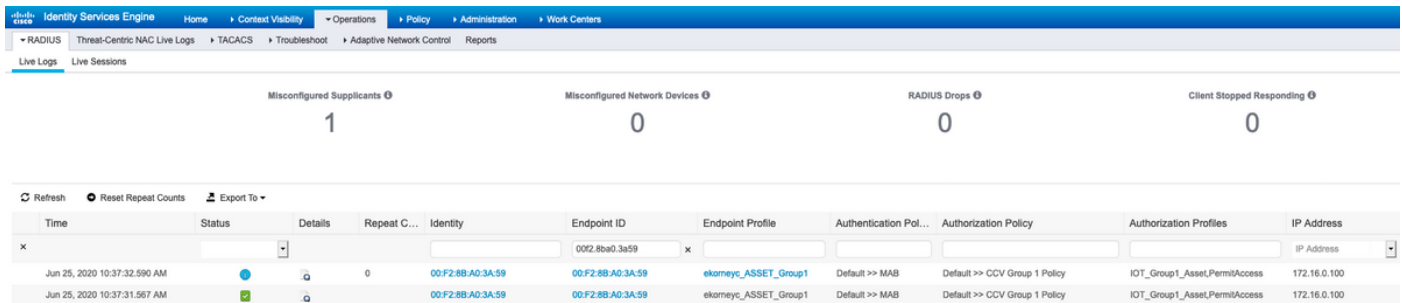 cisco Identity Services Engine Home Context Visibility Operations Policy Administration Work Centers
RADIUS Threat-Centric NAC Live Logs TACACS Troubleshoot Adaptive Network Control Reports
Live Logs Live Sessions
Misconfigured Supplicants Misconfigured Network Devices RADIUS Drops Client Stopped Responding
1 0 0 0
Refresh Reset Repeat Counts Export To
Time Status Details Repeat C... Identity Endpoint ID Endpoint Profile Authentication Pol... Authorization Policy Authorization Profiles IP Address
× 00f2.8ba0.3a59 × IP Address
Jun 25, 2020 10:37:32.590 AM 0 00:F2:8B:A0:3A:59 00:F2:8B:A0:3A:59 ekorneyc_ASSET_Group1 Default >> MAB Default >> CCV Group 1 Policy IOT_Group1_Asset,PermitAccess 172.16.0.100
Jun 25, 2020 10:37:31.567 AM 00:F2:8B:A0:3A:59 00:F2:8B:A0:3A:59 ekorneyc_ASSET_Group1 Default >> MAB Default >> CCV Group 1 Policy IOT_Group1_Asset,PermitAccess 172.16.0.100